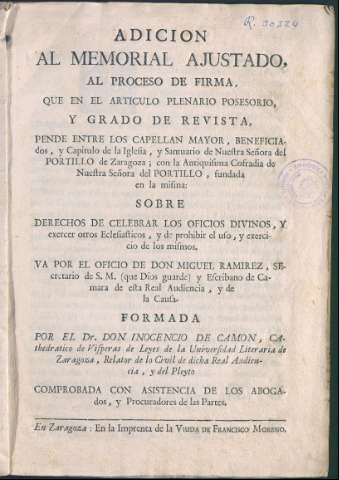 R. 30224
ADICION
AL MEMORIAL AJUSTADO,
AL PROCESO DE FIRMA,
QUE EN EL ARTICULO PLENARIO POSESORIO,
Y GRADO DE REVISTA,
PENDE ENTRE LOS CAPELLAN MAYOR, BENEFICIA-
dos, y Capítulo de la Iglesia, y Santuario de Nuestra Señora del
PORTILLO de Zaragoza; con la Antiquisima Cofradia de
Nuestra Señora del PORTILLO, fundada
en la misma:
SOBRE
DERECHOS DE CELEBRAR LOS OFICIOS DIVINOS, Y
exercer otros Eclesiasticos, y de prohibir el uso, y exerci-
cio de los mismos.
VA POR EL OFICIO DE DON MIGUEL RAMIREZ, SE-
cretario de S. M. (que Dios guarde) y Escribano de Ca-
mara de esta Real Audiencia, y de
la Causa.
FORMADA
POR EL Dr. DON INOCENCIO DE CAMON, CA-
thedratico de Visperas de Leyes de la Universidad Literaria de
Zaragoza, Relator de lo Civil de dicha Real Audien-
cia, y del Pleyto
COMPROBADA CON ASISTENCIA DE LOS ABOGA-
dos, y Procuradores de las Partes.
En Zaragoza: En la Imprenta de la VIUDA DE FRANCISCO MORENO.